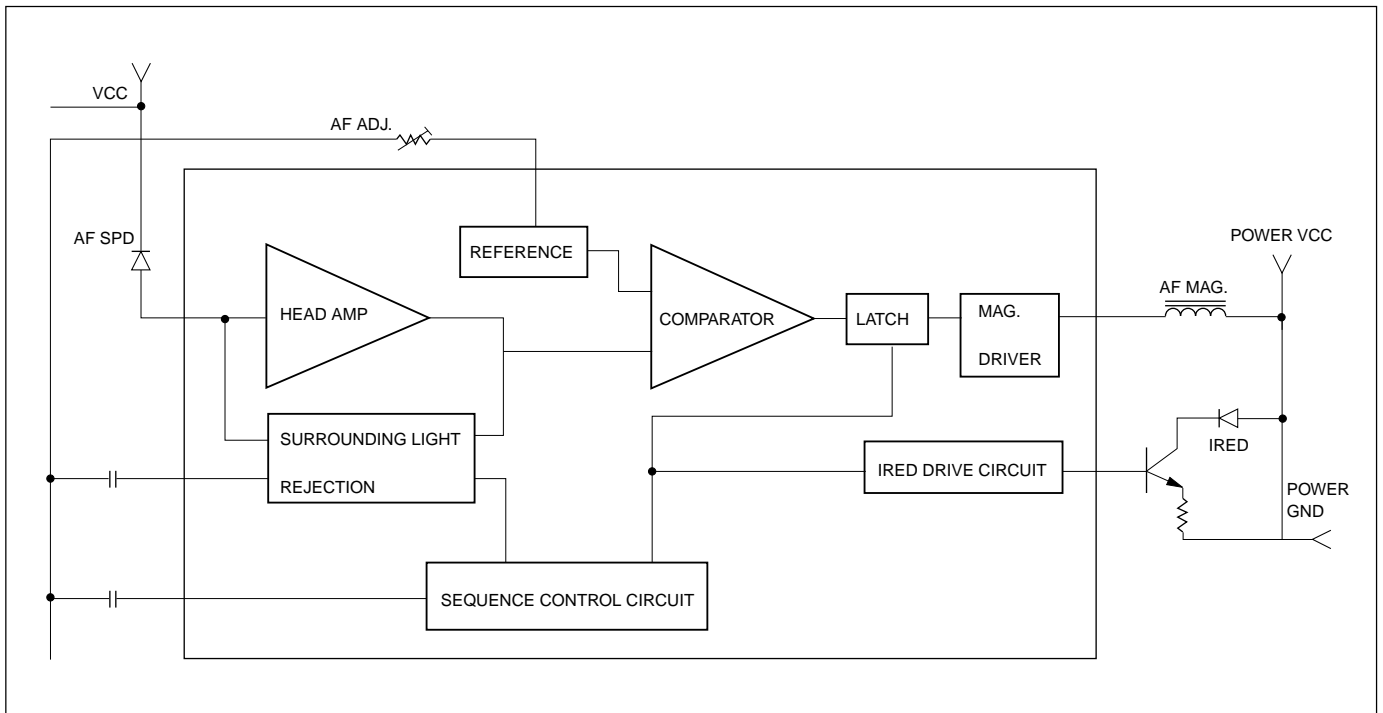 VCC
AF ADJ.
AF SPD
REFERENCE
POWER VCC
AF MAG.
HEAD AMP
COMPARATOR
LATCH
MAG.
DRIVER
SURROUNDING LIGHT
REJECTION
IRED DRIVE CIRCUIT
IRED
POWER
GND
SEQUENCE CONTROL CIRCUIT